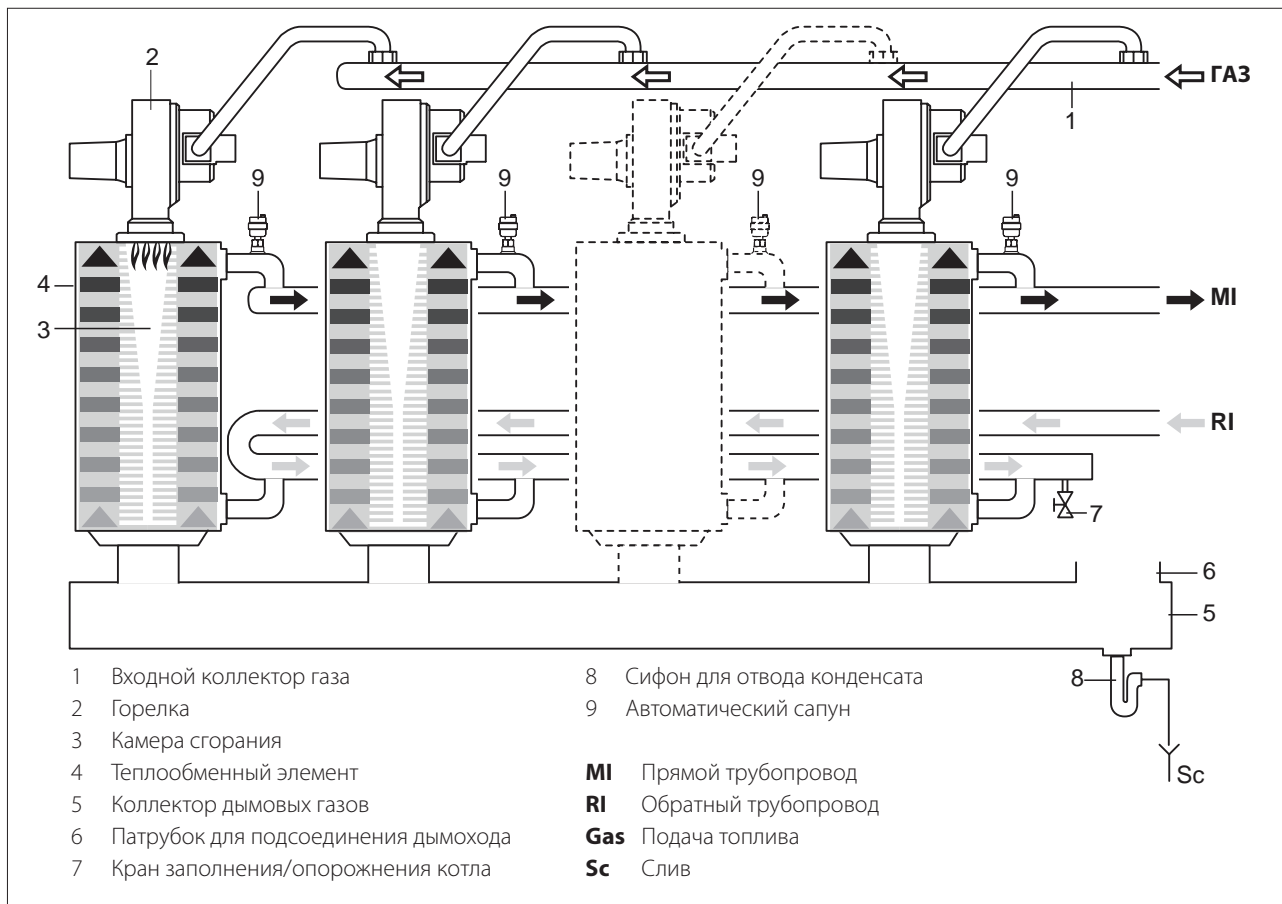 2
ГАЗ
1
9
9
9
9
4
3
MI
RI
7
6
5
8
Sc
1 Входной коллектор газа
2 Горелка
3 Камера сгорания
4 Теплообменный элемент
5 Коллектор дымовых газов
6 Патрубок для подсоединения дымохода
7 Кран заполнения/опорожнения котла
8 Сифон для отвода конденсата
9 Автоматический сапун
MI Прямой трубопровод
RI Обратный трубопровод
Gas Подача топлива
Sc Слив